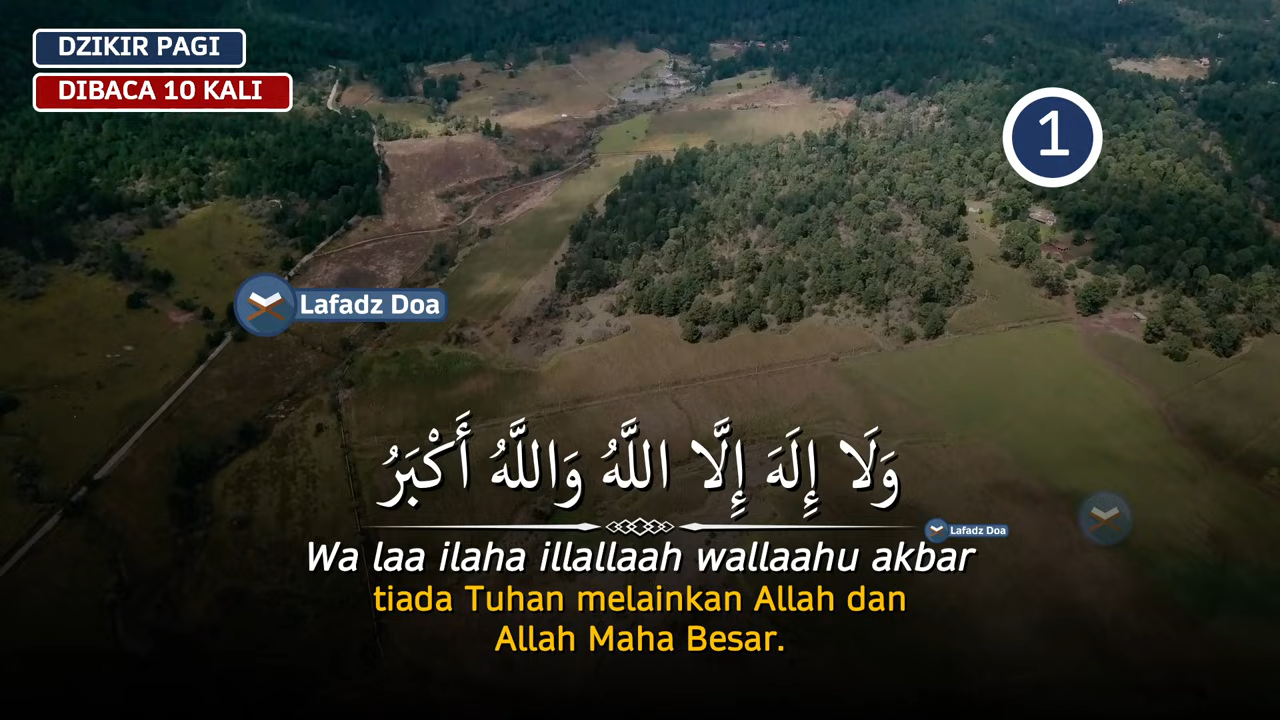 DZIKIR PAGI
DIBACA 10 KALI
1
Lafadz Doa
وَلَا إِلَهَ إِلَّا اللَّهُ وَاللَّهُ أَكْبَرُ
Lafadz Doa
Wa laa ilaha illallaah wallaahu akbar
tiada Tuhan melainkan Allah dan
Allah Maha Besar.